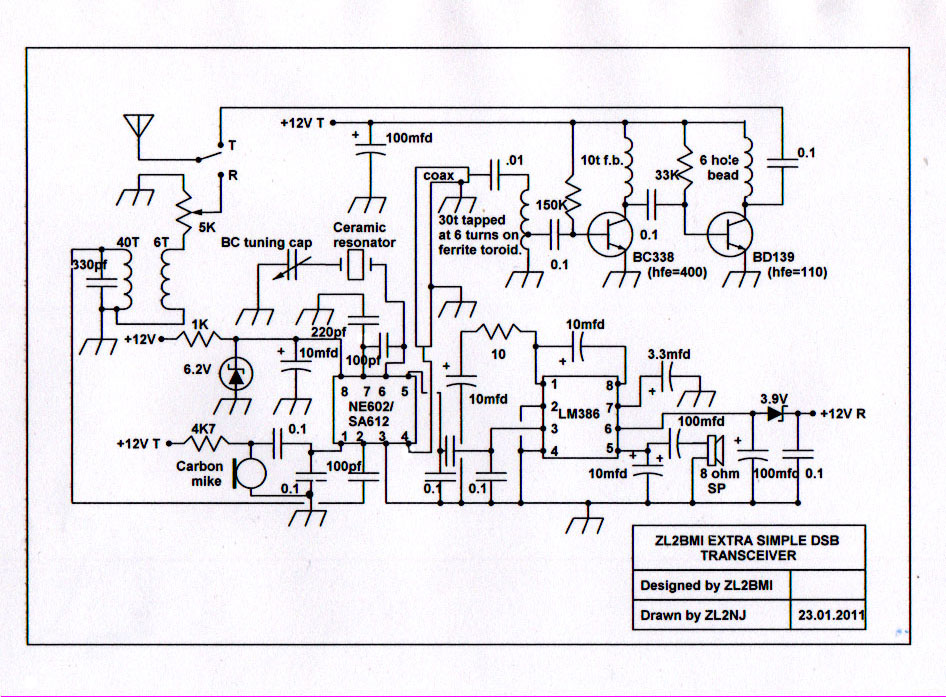 +12V T
100mfd
T
R
5K
40T
6T
330pf
BC tuning cap
Ceramic
resonator
coax
.01
30t tapped
at 6 turns on
ferrite toroid.
150K
0.1
10t f.b.
0.1
33K
6 hole
bead
0.1
BC338
(hfe=400)
BD139
(hfe=110)
+12V
1K
6.2V
10mfd
220pf
100pf
8 7 6 5
NE602/
SA612
1 2 3 4
+12V T
4K7
0.1
Carbon
mike
0.1
100pf
10
10mfd
10mfd
0.1
0.1
1
2
3
4
LM386
8
7
6
5
3.3mfd
100mfd
10mfd
8 ohm
SP
3.9V
+12V R
100mfd
0.1
ZL2BMI EXTRA SIMPLE DSB
TRANSCEIVER
Designed by ZL2BMI
Drawn by ZL2NJ
23.01.2011